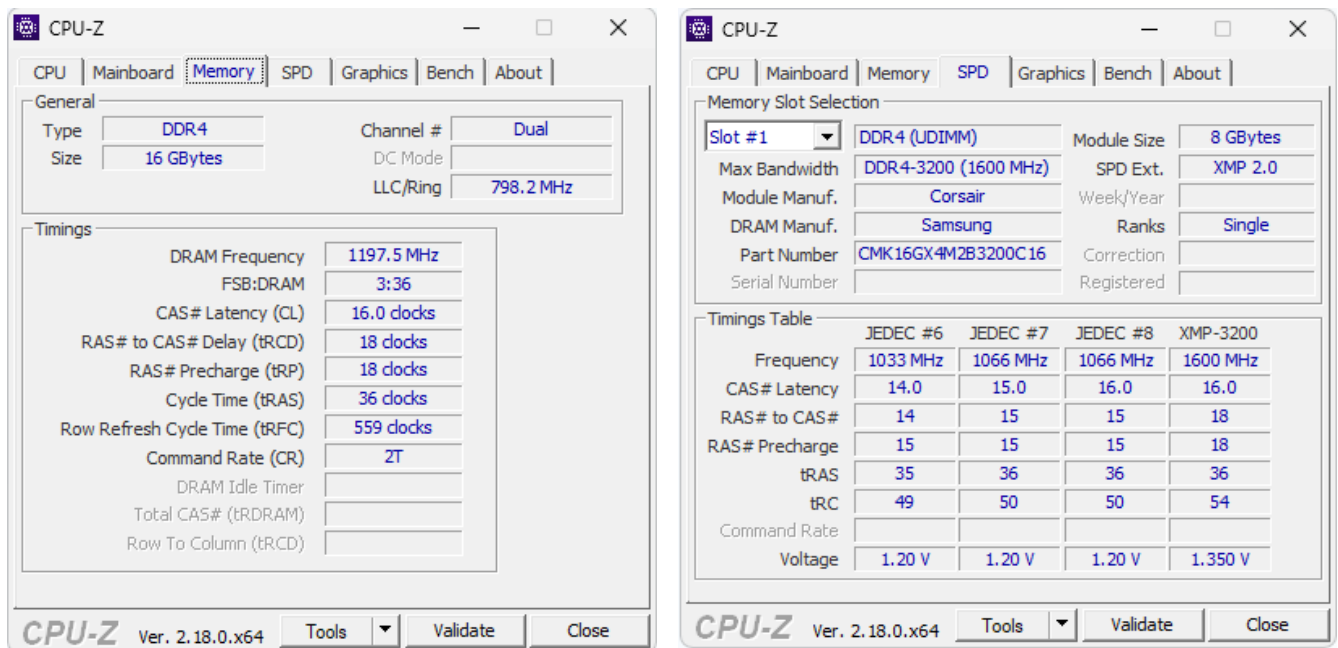 CPU-Z
CPU Mainboard Memory SPD Graphics Bench About
General
Type DDR4 Channel # Dual
Size 16 GBytes DC Mode
LLC/Ring 798.2 MHz
Timings
DRAM Frequency 1197.5 MHz
FSB:DRAM 3:36
CAS# Latency (CL) 16.0 clocks
RAS# to CAS# Delay (tRCD) 18 clocks
RAS# Precharge (tRP) 18 clocks
Cycle Time (tRAS) 36 clocks
Row Refresh Cycle Time (tRFC) 559 clocks
Command Rate (CR) 2T
DRAM Idle Timer
Total CAS# (tRDRAM)
Row To Column (tRCD)
CPU-Z Ver. 2.18.0.x64 Tools Validate Close
CPU-Z
CPU Mainboard Memory SPD Graphics Bench About
Memory Slot Selection
Slot #1 DDR4 (UDIMM) Module Size 8 GBytes
Max Bandwidth DDR4-3200 (1600 MHz) SPD Ext. XMP 2.0
Module Manuf. Corsair Week/Year
DRAM Manuf. Samsung Ranks Single
Part Number CMK16GX4M2B3200C16 Correction
Serial Number Registered
Timings Table
JEDEC #6 JEDEC #7 JEDEC #8 XMP-3200
Frequency 1033 MHz 1066 MHz 1066 MHz 1600 MHz
CAS# Latency 14.0 15.0 16.0 16.0
RAS# to CAS# 14 15 15 18
RAS# Precharge 15 15 15 18
tRAS 35 36 36 36
tRC 49 50 50 54
Command Rate
Voltage 1.20 V 1.20 V 1.20 V 1.350 V
CPU-Z Ver. 2.18.0.x64 Tools Validate Close